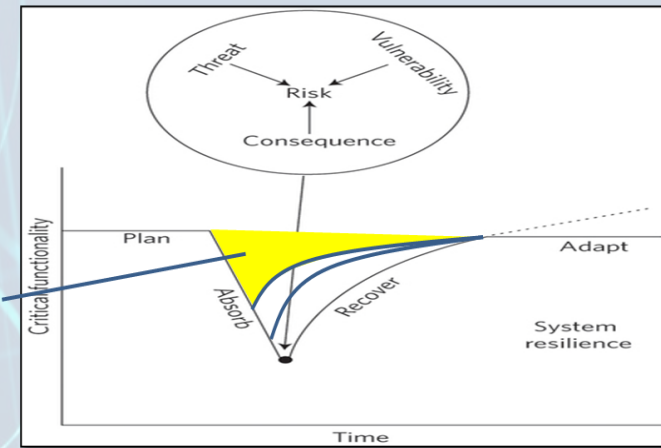 Threat
Vulnerability
Risk
Consequence
Critical functionality
Plan
Absorb
Recover
Adapt
System
resilience
Time